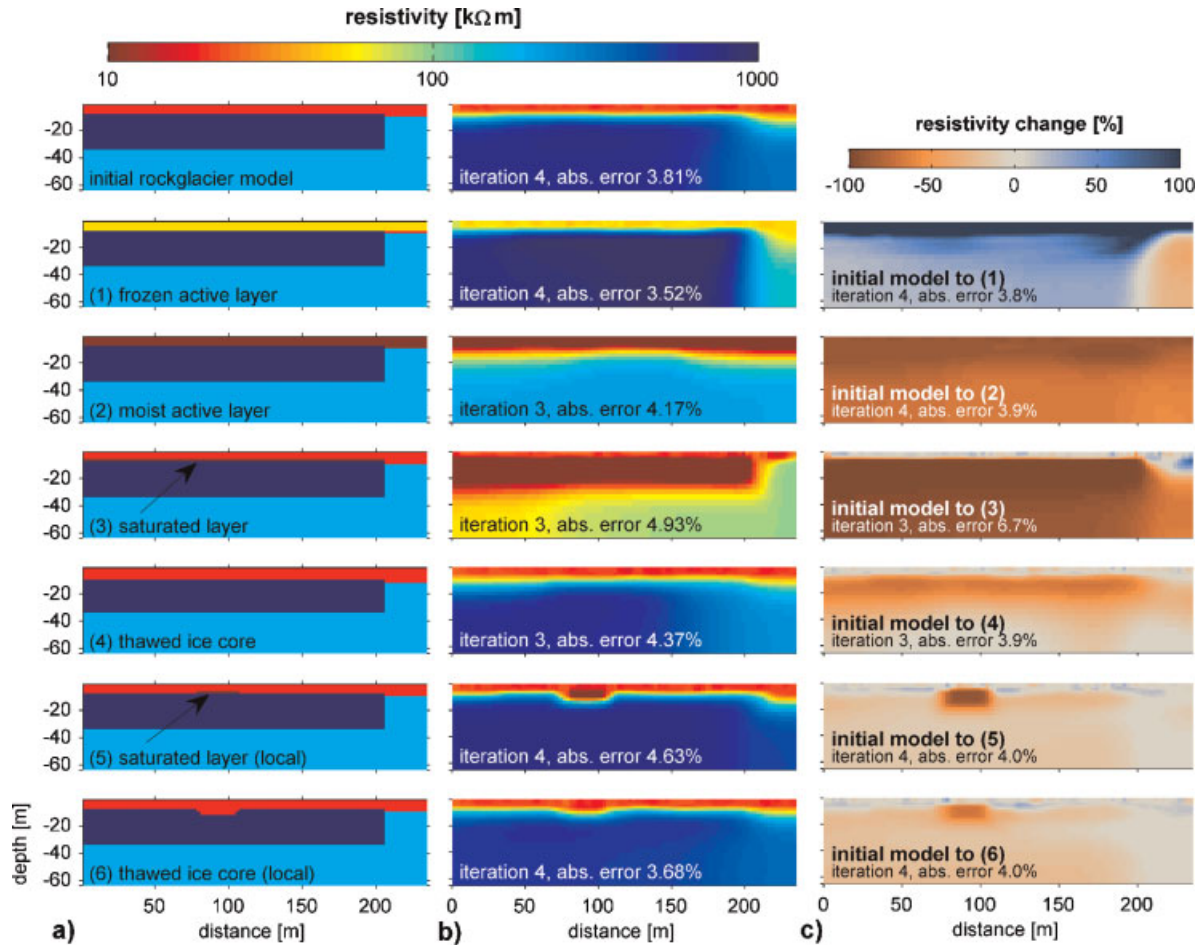 resistivity [kΩm]
10 100 1000
resistivity change [%]
-100 -50 0 50 100
-20
-40
-60
initial rockglacier model
iteration 4, abs. error 3.81%
-20
-40
-60
(1) frozen active layer
iteration 4, abs. error 3.52%
initial model to (1)
iteration 4, abs. error 3.8%
-20
-40
-60
(2) moist active layer
iteration 3, abs. error 4.17%
initial model to (2)
iteration 4, abs. error 3.9%
-20
-40
-60
(3) saturated layer
iteration 3, abs. error 4.93%
initial model to (3)
iteration 3, abs. error 6.7%
-20
-40
-60
(4) thawed ice core
iteration 3, abs. error 4.37%
initial model to (4)
iteration 3, abs. error 3.9%
-20
-40
-60
(5) saturated layer (local)
iteration 4, abs. error 4.63%
initial model to (5)
iteration 4, abs. error 4.0%
-20
-40
-60
depth [m]
(6) thawed ice core (local)
iteration 4, abs. error 3.68%
initial model to (6)
iteration 4, abs. error 4.0%
50 100 150 200
0 50 100 150 200
0 50 100 150 200
a) distance [m]
b) distance [m]
c) distance [m]